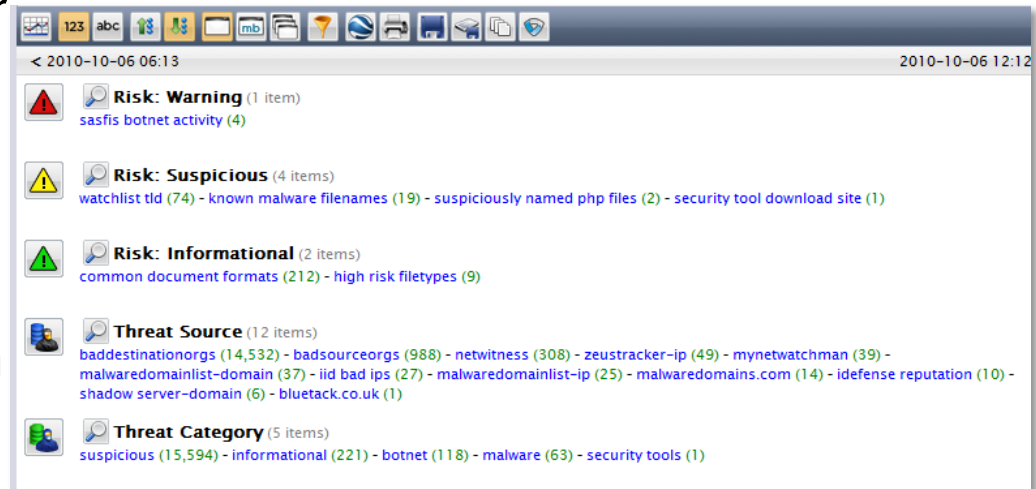 123 abc mb
< 2010-10-06 06:13 2010-10-06 12:12
Risk: Warning (1 item)
sasfis botnet activity (4)
Risk: Suspicious (4 items)
watchlist tld (74) - known malware filenames (19) - suspiciously named php files (2) - security tool download site (1)
Risk: Informational (2 items)
common document formats (212) - high risk filetypes (9)
Threat Source (12 items)
baddestinationorgs (14,532) - badsourceorgs (988) - netwitness (308) - zeustracker-ip (49) - mynetwatchman (39) -
malwaredomainlist-domain (37) - iid bad ips (27) - malwaredomainlist-ip (25) - malwaredomains.com (14) - idefense reputation (10) -
shadow server-domain (6) - bluetack.co.uk (1)
Threat Category (5 items)
suspicious (15,594) - informational (221) - botnet (118) - malware (63) - security tools (1)